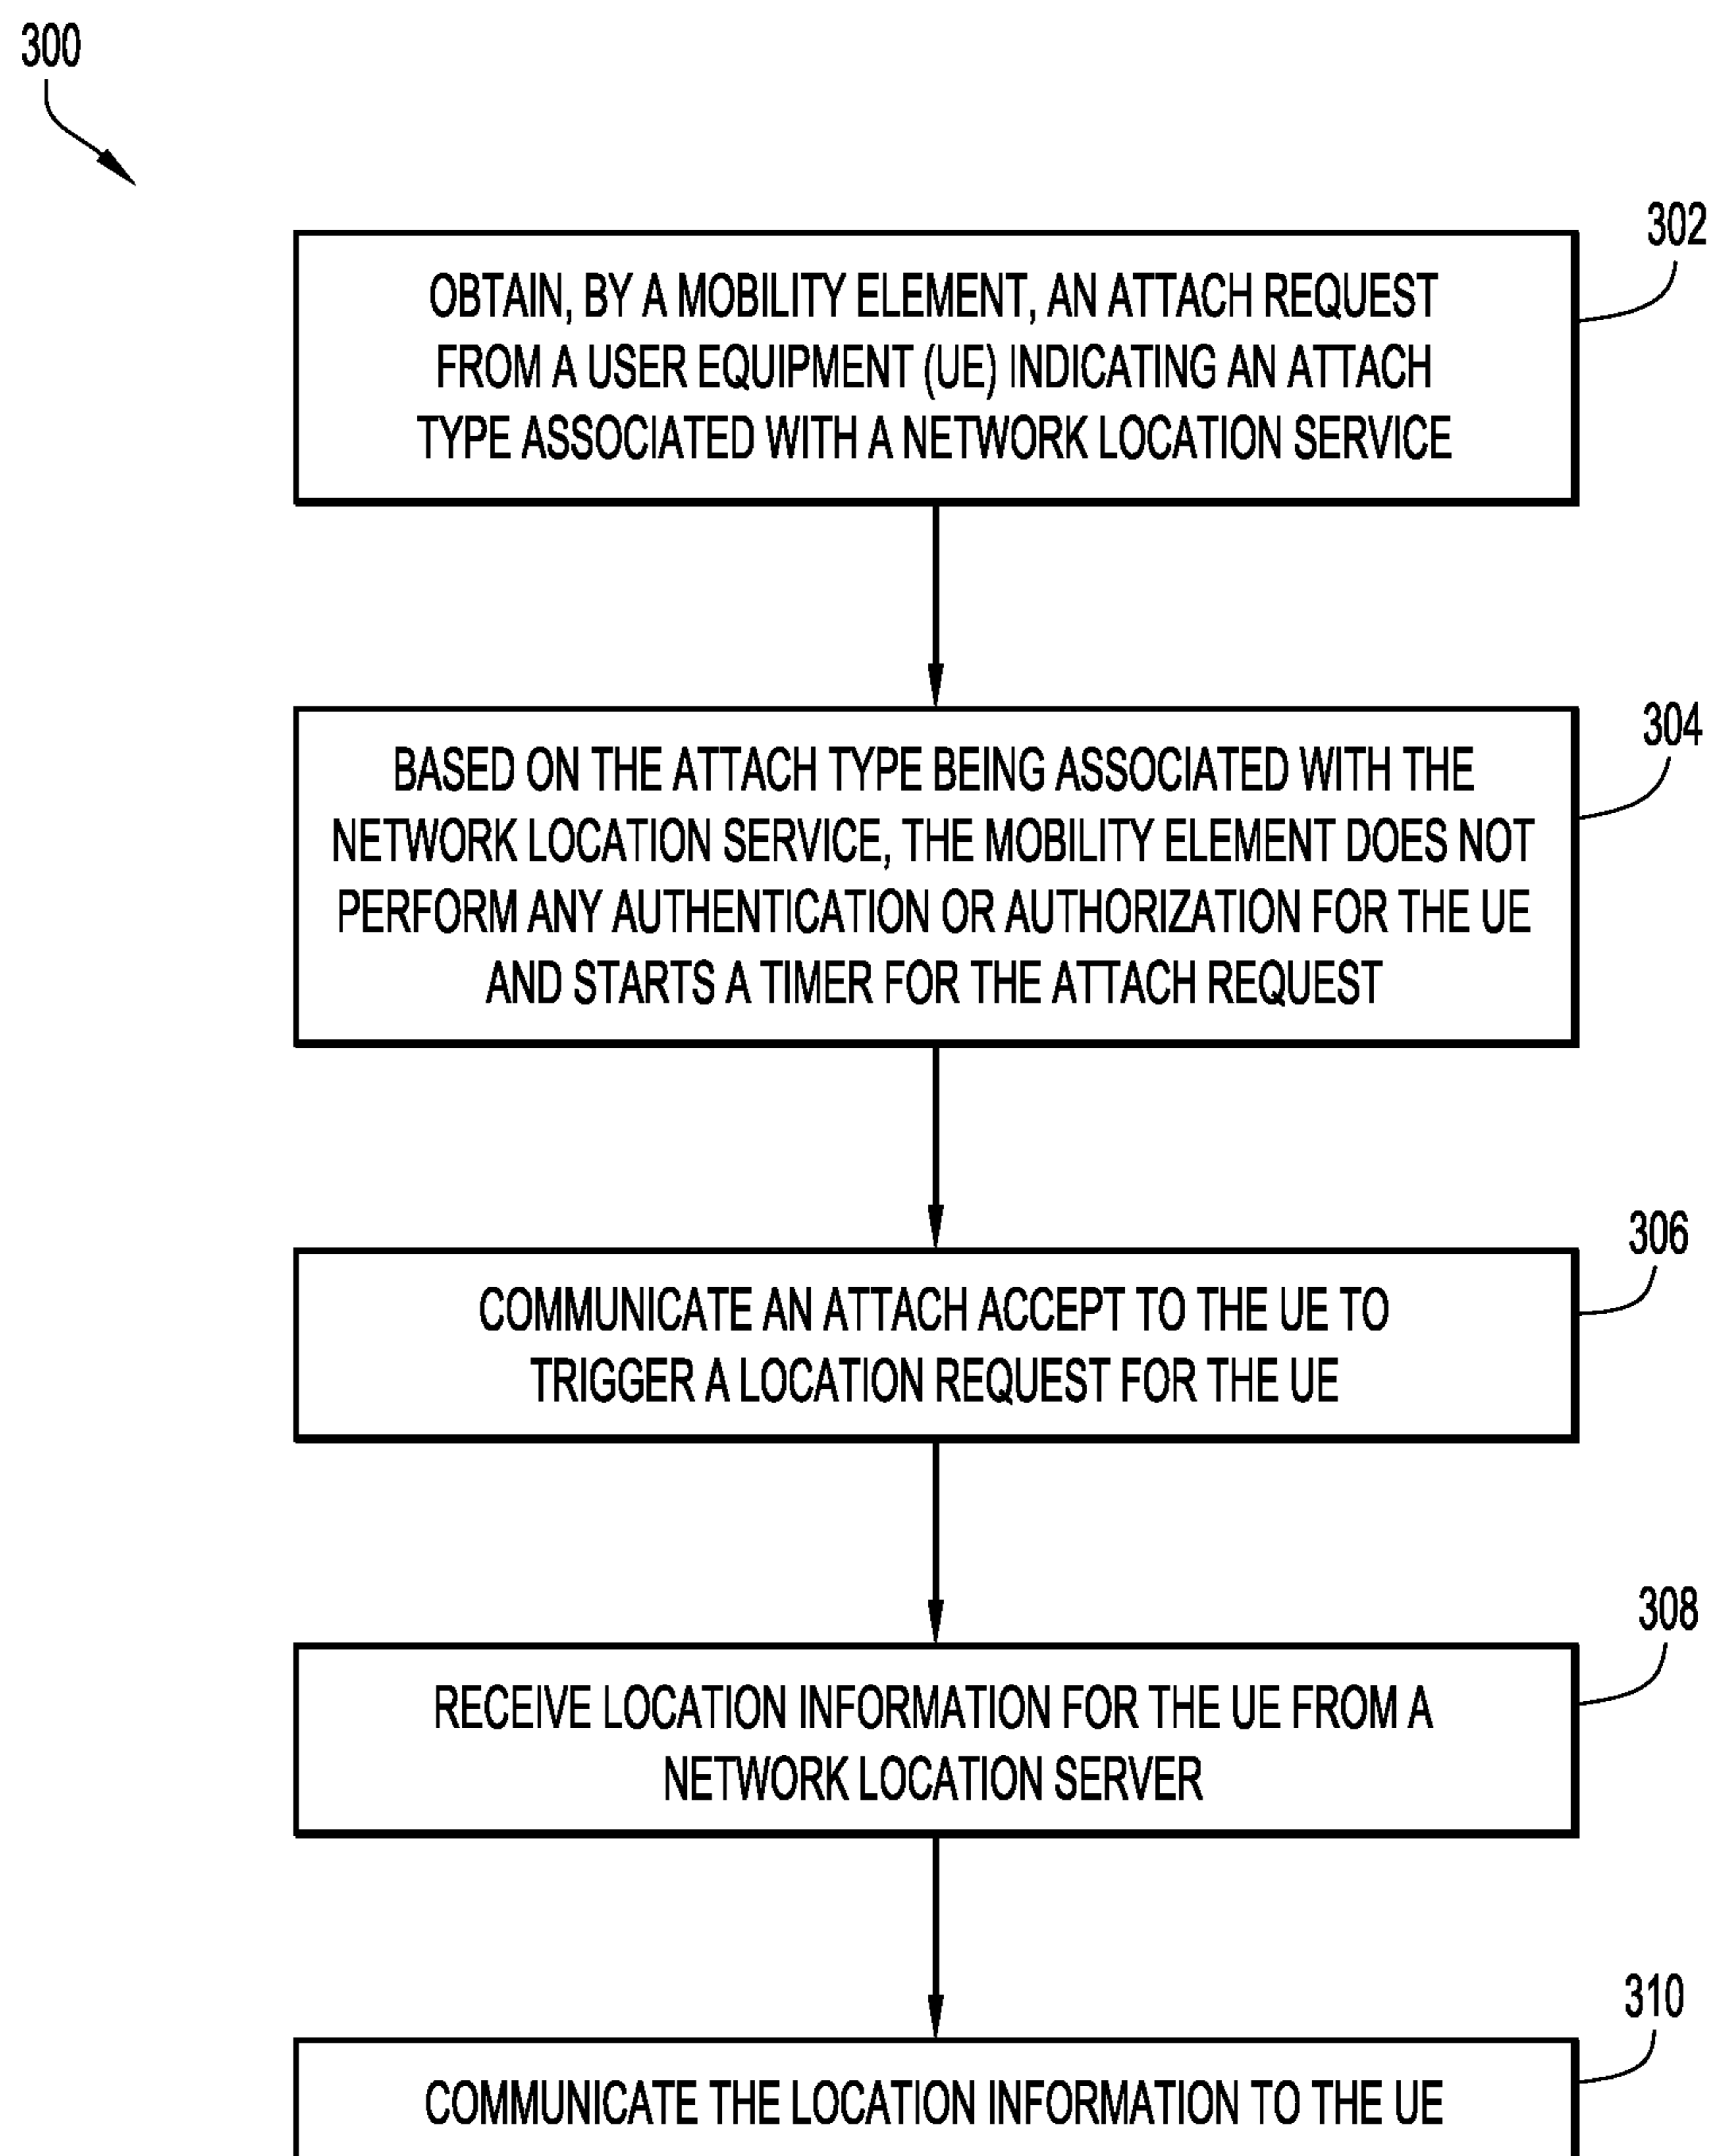 300
302
OBTAIN, BY A MOBILITY ELEMENT, AN ATTACH REQUEST
FROM A USER EQUIPMENT (UE) INDICATING AN ATTACH
TYPE ASSOCIATED WITH A NETWORK LOCATION SERVICE
304
BASED ON THE ATTACH TYPE BEING ASSOCIATED WITH THE
NETWORK LOCATION SERVICE, THE MOBILITY ELEMENT DOES NOT
PERFORM ANY AUTHENTICATION OR AUTHORIZATION FOR THE UE
AND STARTS A TIMER FOR THE ATTACH REQUEST
306
COMMUNICATE AN ATTACH ACCEPT TO THE UE TO
TRIGGER A LOCATION REQUEST FOR THE UE
308
RECEIVE LOCATION INFORMATION FOR THE UE FROM A
NETWORK LOCATION SERVER
310
COMMUNICATE THE LOCATION INFORMATION TO THE UE